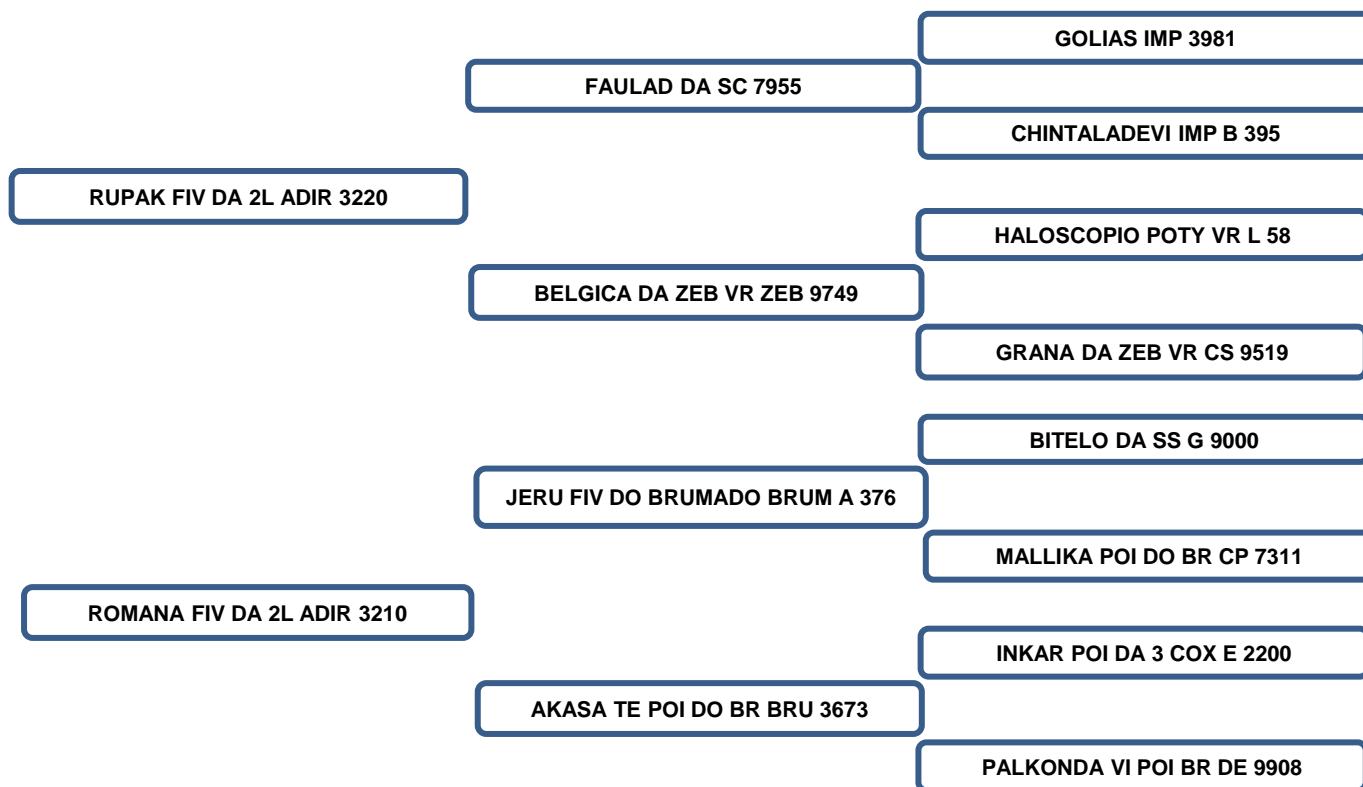 GOLIAS IMP 3981
FAULAD DA SC 7955
CHINTALADEVI IMP B 395
RUPAK FIV DA 2L ADIR 3220
HALOSCOPIO POTY VR L 58
BELGICA DA ZEB VR ZEB 9749
GRANA DA ZEB VR CS 9519
BITELO DA SS G 9000
JERU FIV DO BRUMADO BRUM A 376
MALLIKA POI DO BR CP 7311
ROMANA FIV DA 2L ADIR 3210
INKAR POI DA 3 COX E 2200
AKASA TE POI DO BR BRU 3673
PALKONDA VI POI BR DE 9908